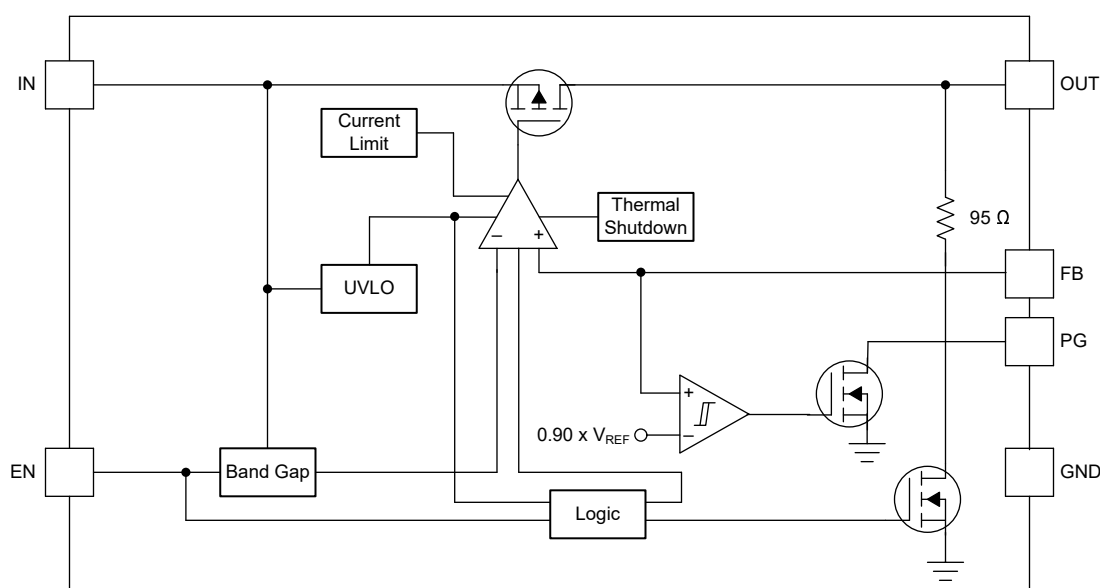 IN
OUT
Current
Limit
Thermal
Shutdown
95 Ω
–
+
UVLO
FB
PG
+
0.90 x VREF
–
EN
Band Gap
GND
Logic